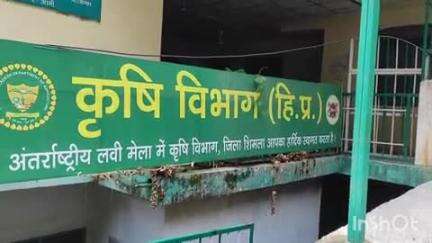 कृषि विभाग (हि.प्र.)
अंतर्राष्ट्रीय लवी मेला में कृषि विभाग, जिला शिमला आपका हार्दिक स्वागत करता है।
InShOt